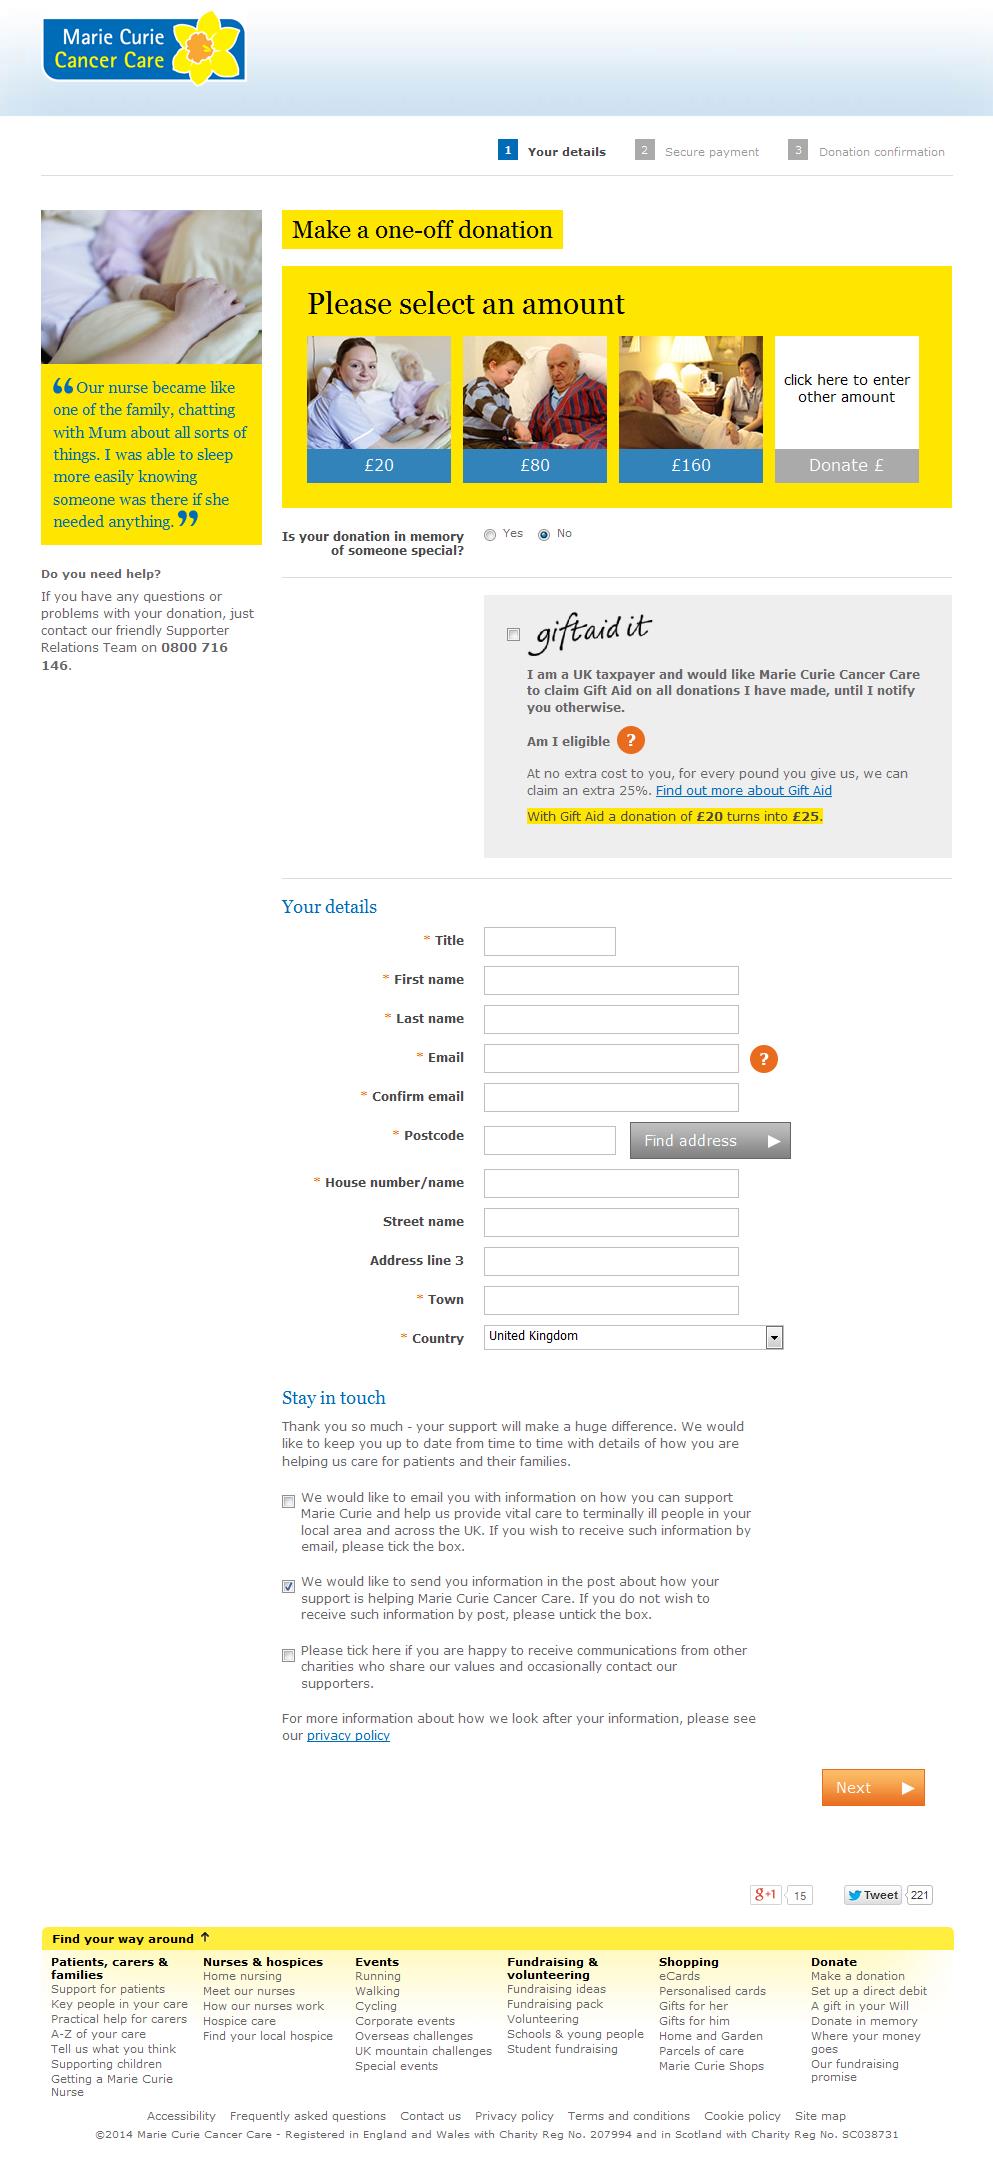 Marie Curie
Cancer Care
1 Your details 2 Secure payment 3 Donation confirmation
Make a one-off donation
Please select an amount
£20
£80
£160
click here to enter
other amount
Donate £
“ Our nurse became like
one of the family, chatting
with Mum about all sorts of
things. I was able to sleep
more easily knowing
someone was there if she
needed anything. ”
Do you need help?
If you have any questions or
problems with your donation, just
contact our friendly Supporter
Relations Team on 0800 716
146.
Is your donation in memory
of someone special?
Yes No
giftaid it
I am a UK taxpayer and would like Marie Curie Cancer Care
to claim Gift Aid on all donations I have made, until I notify
you otherwise.
Am I eligible ?
At no extra cost to you, for every pound you give us, we can
claim an extra 25%. Find out more about Gift Aid
With Gift Aid a donation of £20 turns into £25.
Your details
* Title
* First name
* Last name
* Email ?
* Confirm email
* Postcode Find address
* House number/name
Street name
Address line 3
* Town
* Country United Kingdom
Stay in touch
Thank you so much - your support will make a huge difference. We would
like to keep you up to date from time to time with details of how you are
helping us care for patients and their families.
We would like to email you with information on how you can support
Marie Curie and help us provide vital care to terminally ill people in your
local area and across the UK. If you wish to receive such information by
email, please tick the box.
We would like to send you information in the post about how your
support is helping Marie Curie Cancer Care. If you do not wish to
receive such information by post, please untick the box.
Please tick here if you are happy to receive communications from other
charities who share our values and occasionally contact our
supporters.
For more information about how we look after your information, please see
our privacy policy
Next
g+1 15 Tweet 221
Find your way around
Patients, carers &
families
Support for patients
Key people in your care
Practical help for carers
A-Z of your care
Tell us what you think
Supporting children
Getting a Marie Curie
Nurse
Nurses & hospices
Home nursing
Meet our nurses
How our nurses work
Hospice care
Find your local hospice
Events
Running
Walking
Cycling
Corporate events
Overseas challenges
UK mountain challenges
Special events
Fundraising &
volunteering
Fundraising ideas
Fundraising pack
Volunteering
Schools & young people
Student fundraising
Shopping
eCards
Personalised cards
Gifts for her
Gifts for him
Home and Garden
Parcels of care
Marie Curie Shops
Donate
Make a donation
Set up a direct debit
A gift in your Will
Donate in memory
Where your money
goes
Our fundraising
promise
Accessibility Frequently asked questions Contact us Privacy policy Terms and conditions Cookie policy Site map
©2014 Marie Curie Cancer Care - Registered in England and Wales with Charity Reg No. 207994 and in Scotland with Charity Reg No. SC038731